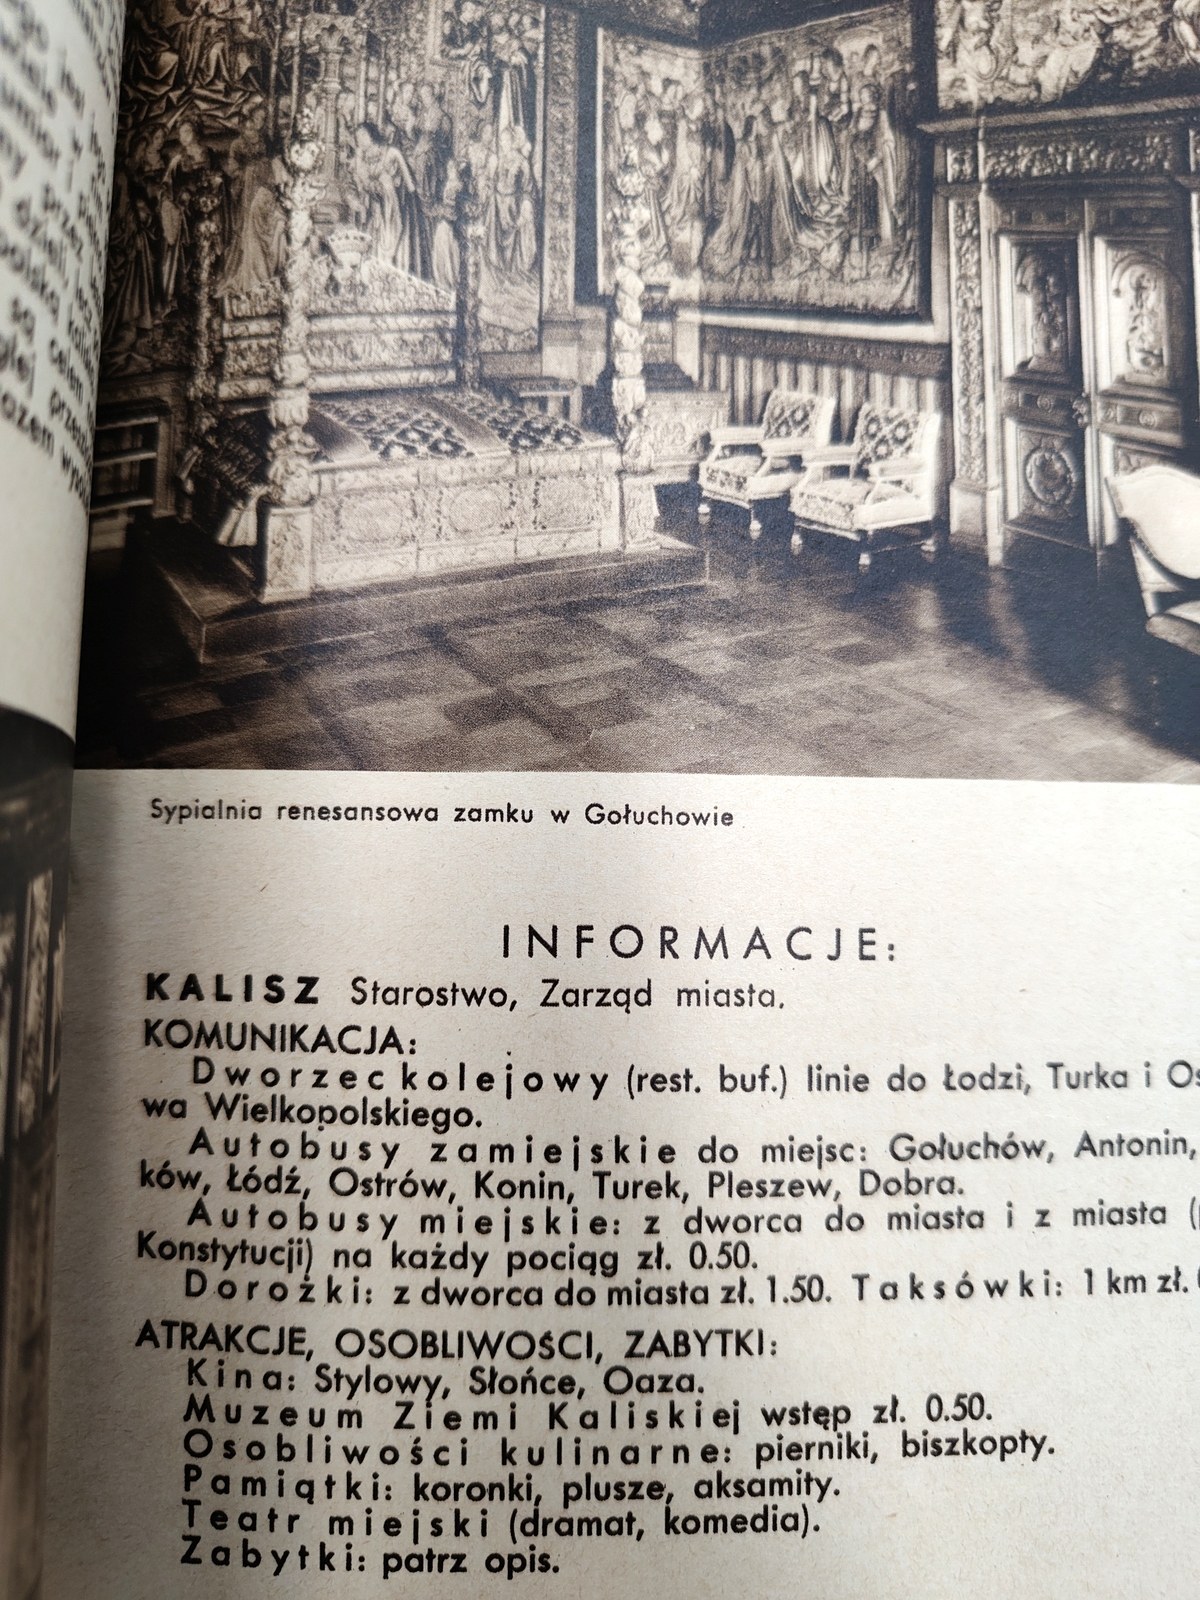 Sypialnia renesansowa zamku w Gołuchowie
INFORMACJE:
KALISZ Starostwo, Zarząd miasta.
KOMUNIKACJA:
Dworzec kolejowy (rest. buf.) linie do Łodzi, Turka i
wa Wielkopolskiego.
Autobusy zamiejskie do miejsc: Gołuchów, Antonin,
ków, Łódź, Ostrów, Konin, Turek, Pleszew, Dobra.
Autobusy miejskie: z dworca do miasta i z miasta
Konstytucji) na każdy pociąg zł. 0.50.
Dorożki: z dworca do miasta zł. 1.50. Taksówki: 1 km zł.
ATRAKCJE, OSOBLIWOŚCI, ZABYTKI:
Kina: Stylowy, Słońce, Oaza.
Muzeum Ziemi Kaliskiej wstęp zł. 0.50.
Osobliwości kulinarne: pierniki, biszkopty.
Pamiątki: koronki, plusze, aksamity.
Teatr miejski (dramat, komedia).
Zabytki: patrz opis.